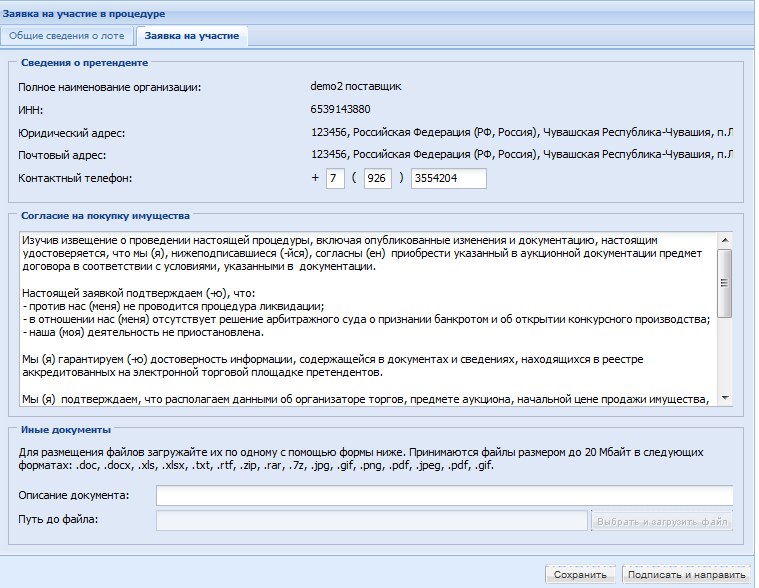 Заявка на участие в процедуре
Общие сведения о лоте Заявка на участие
Сведения о претенденте
Полное наименование организации: demo2 поставщик
ИНН: 6539143880
Юридический адрес: 123456, Российская Федерация (РФ, Россия), Чувашская Республика-Чувашия, п.Л
Почтовый адрес: 123456, Российская Федерация (РФ, Россия), Чувашская Республика-Чувашия, п.Л
Контактный телефон: + 7 ( 926 ) 3554204
Согласие на покупку имущества
Изучив извещение о проведении настоящей процедуры, включая опубликованные изменения и документацию, настоящим
удостоверяется, что мы (я), нижеподписавшиеся (-йся), согласны (ен) приобрести указанный в аукционной документации предмет
договора в соответствии с условиями, указанными в документации.
Настоящей заявкой подтверждаем (-ю), что:
- против нас (меня) не проводится процедура ликвидации;
- в отношении нас (меня) отсутствует решение арбитражного суда о признании банкротом и об открытии конкурсного производства;
- наша (моя) деятельность не приостановлена.
Мы (я) гарантируем (-ю) достоверность информации, содержащейся в документах и сведениях, находящихся в реестре
аккредитованных на электронной торговой площадке претендентов.
Мы (я) подтверждаем, что располагаем данными об организаторе торгов, предмете аукциона, начальной цене продажи имущества,
Иные документы
Для размещения файлов загружайте их по одному с помощью формы ниже. Принимаются файлы размером до 20 Мбайт в следующих
форматах: .doc, .docx, .xls, .xlsx, .txt, .rtf, .zip, .rar, .7z, .jpg, .gif, .png, .pdf, .jpeg, .pdf, .gif.
Описание документа:
Путь до файла: Выбрать и загрузить файл
Сохранить Подписать и направить